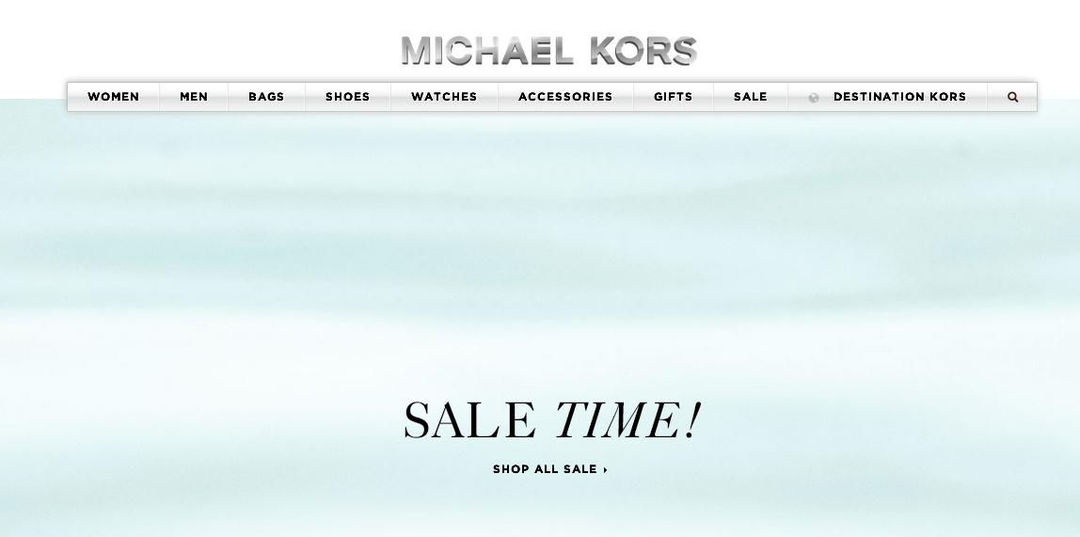 MICHAEL KORS
WOMEN MEN BAGS SHOES WATCHES ACCESSORIES GIFTS SALE DESTINATION KORS
SALE TIME!
SHOP ALL SALE